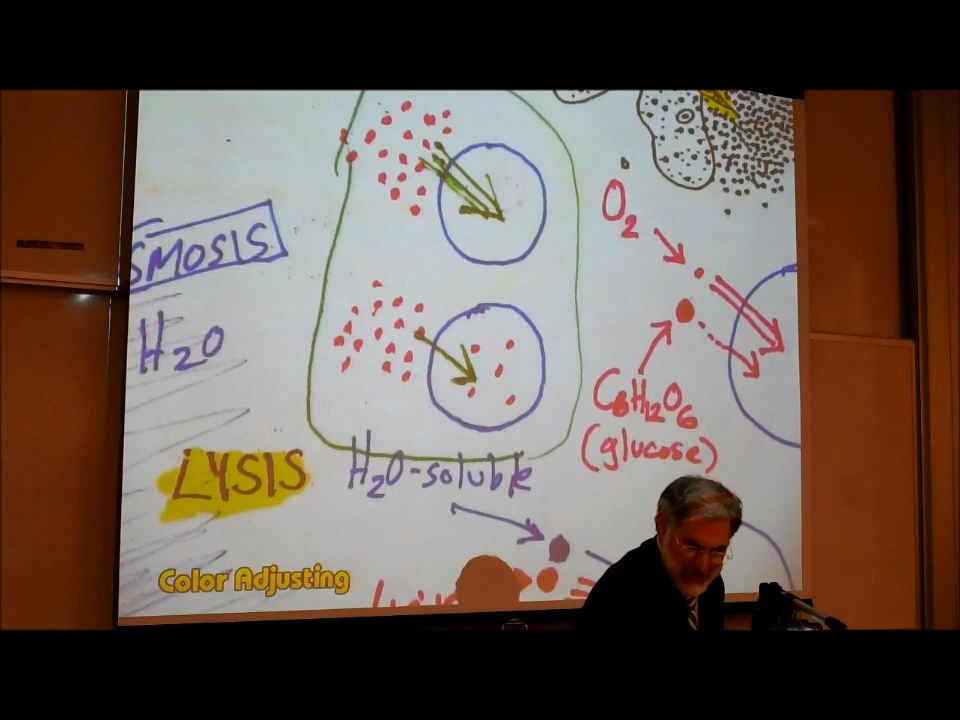 SMOSIS
H2O
O2
C6H12O6
(glucose)
LYSIS
H2O-soluble
Color Adjusting